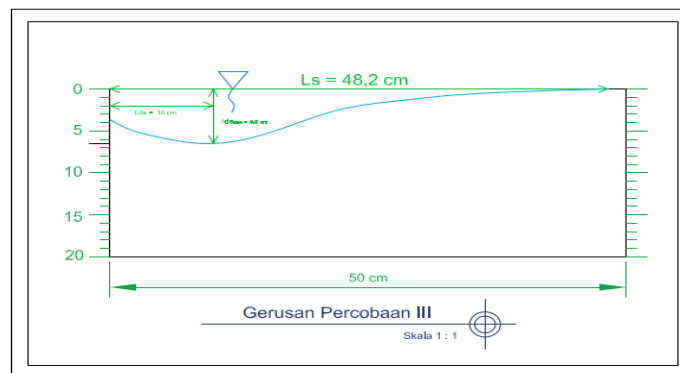 Ls = 48,2 cm
0
Lds = 10 cm
5
10
15
20
50 cm
Gerusan Percobaan III
Skala 1 : 1